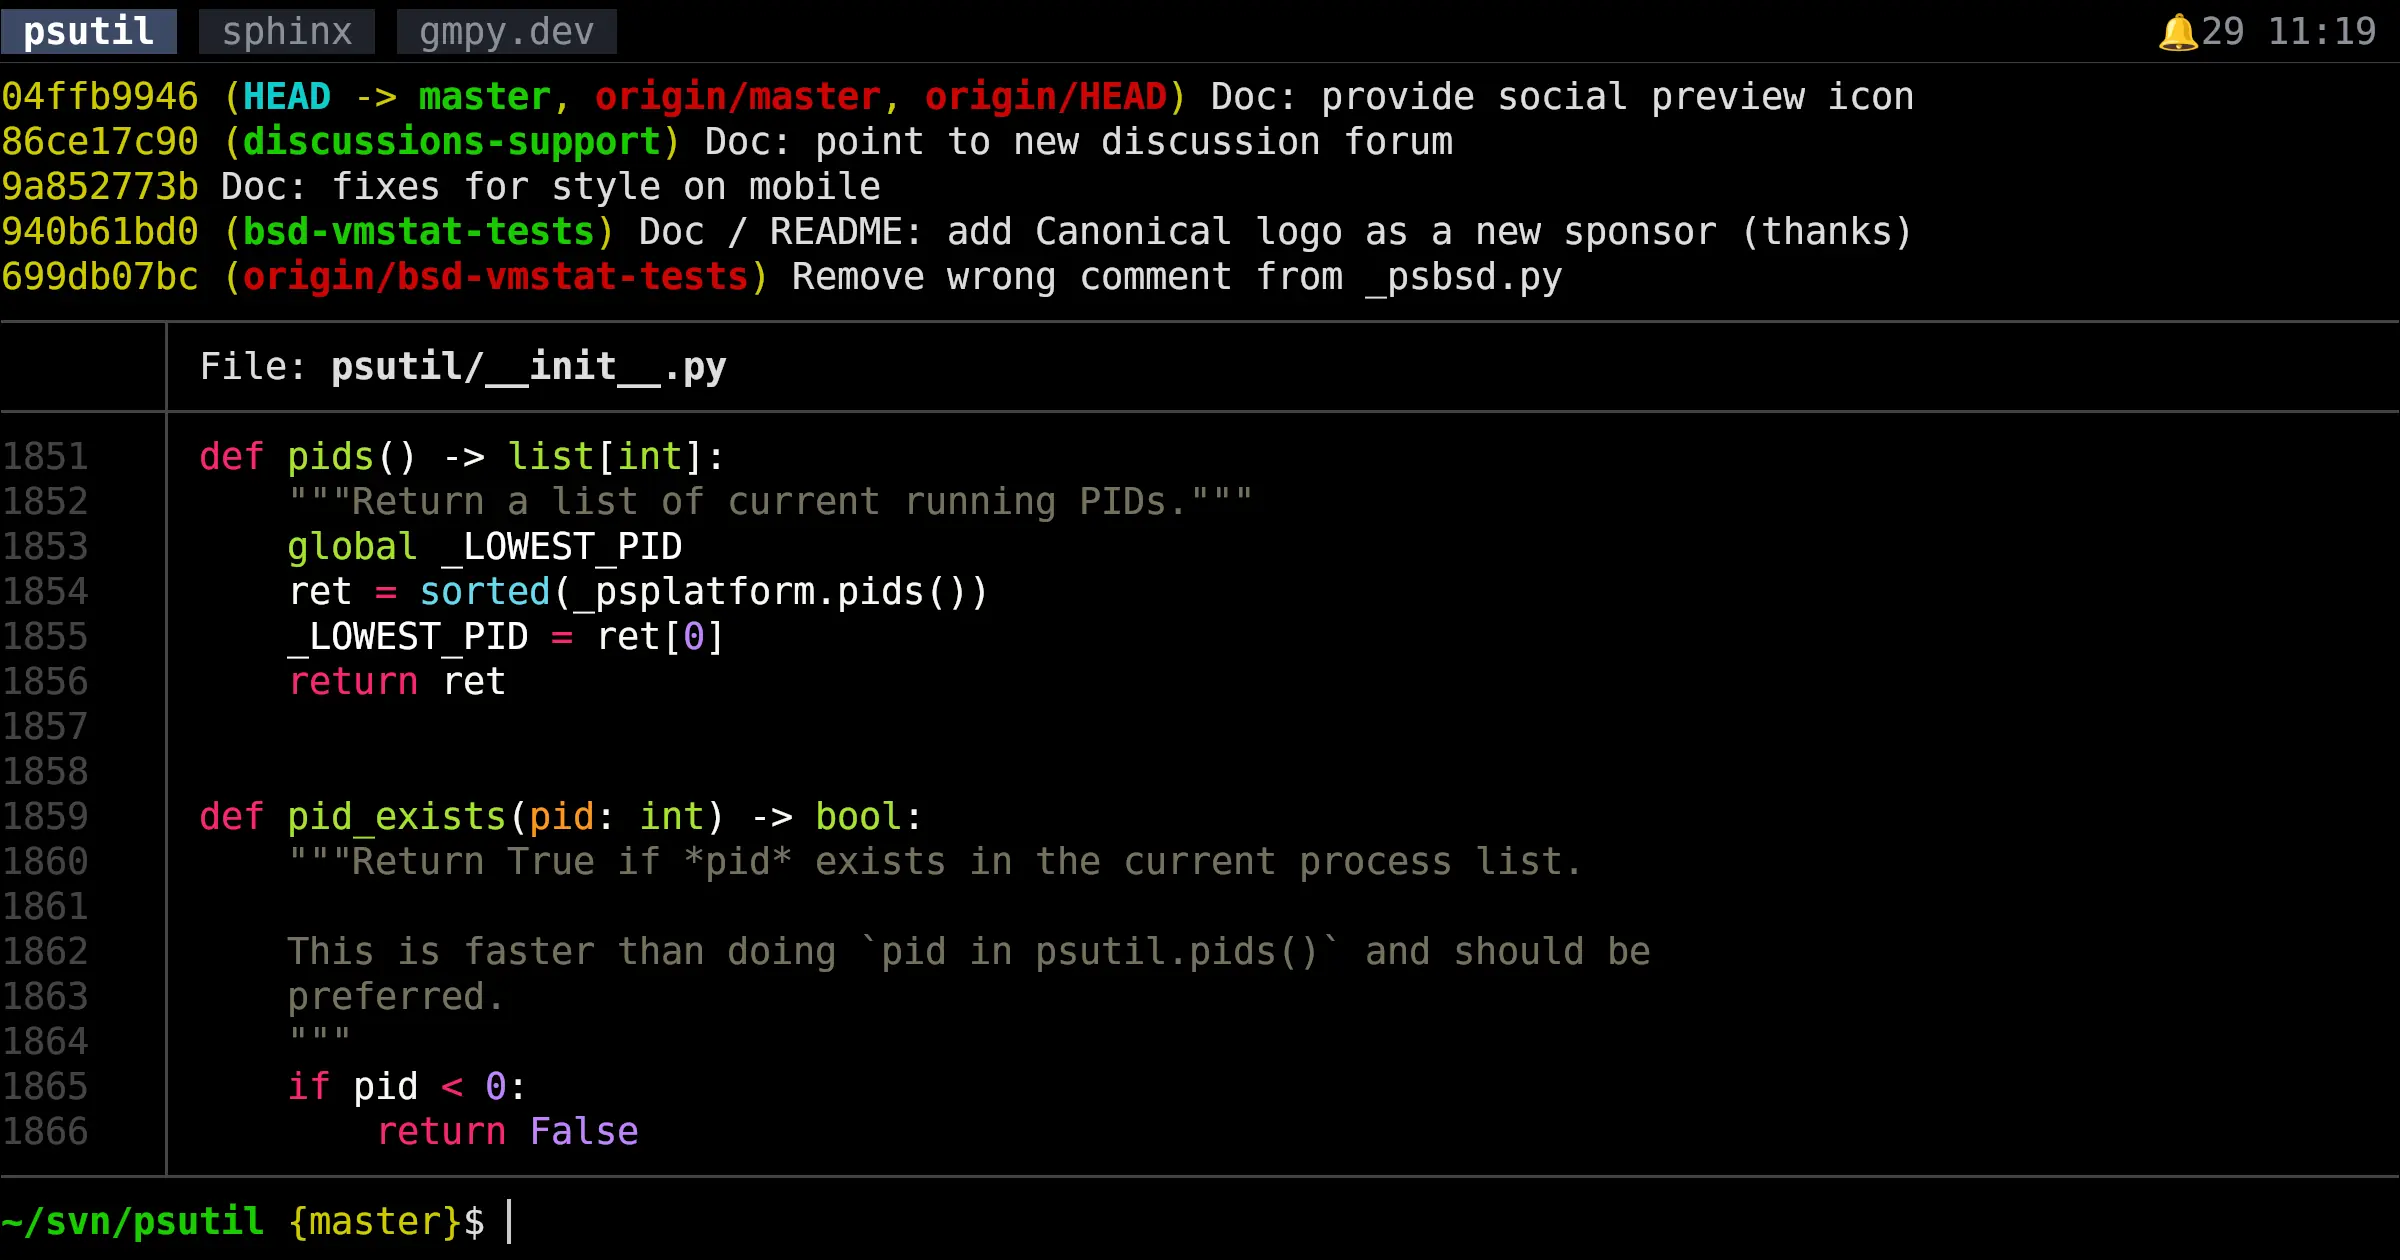 psutil sphinx gmpy.dev 🔔29 11:19
04ffb9946 (HEAD -> master, origin/master, origin/HEAD) Doc: provide social preview icon
86ce17c90 (discussions-support) Doc: point to new discussion forum
9a852773b Doc: fixes for style on mobile
940b61bd0 (bsd-vmstat-tests) Doc / README: add Canonical logo as a new sponsor (thanks)
699db07bc (origin/bsd-vmstat-tests) Remove wrong comment from _psbsd.py
File: psutil/__init__.py
1851 def pids() -> list[int]:
1852     """Return a list of current running PIDs."""
1853     global _LOWEST_PID
1854     ret = sorted(_psplatform.pids())
1855     _LOWEST_PID = ret[0]
1856     return ret
1857
1858
1859 def pid_exists(pid: int) -> bool:
1860     """Return True if *pid* exists in the current process list.
1861
1862     This is faster than doing `pid in psutil.pids()` and should be
1863     preferred.
1864     """
1865     if pid < 0:
1866         return False
~/svn/psutil {master}$